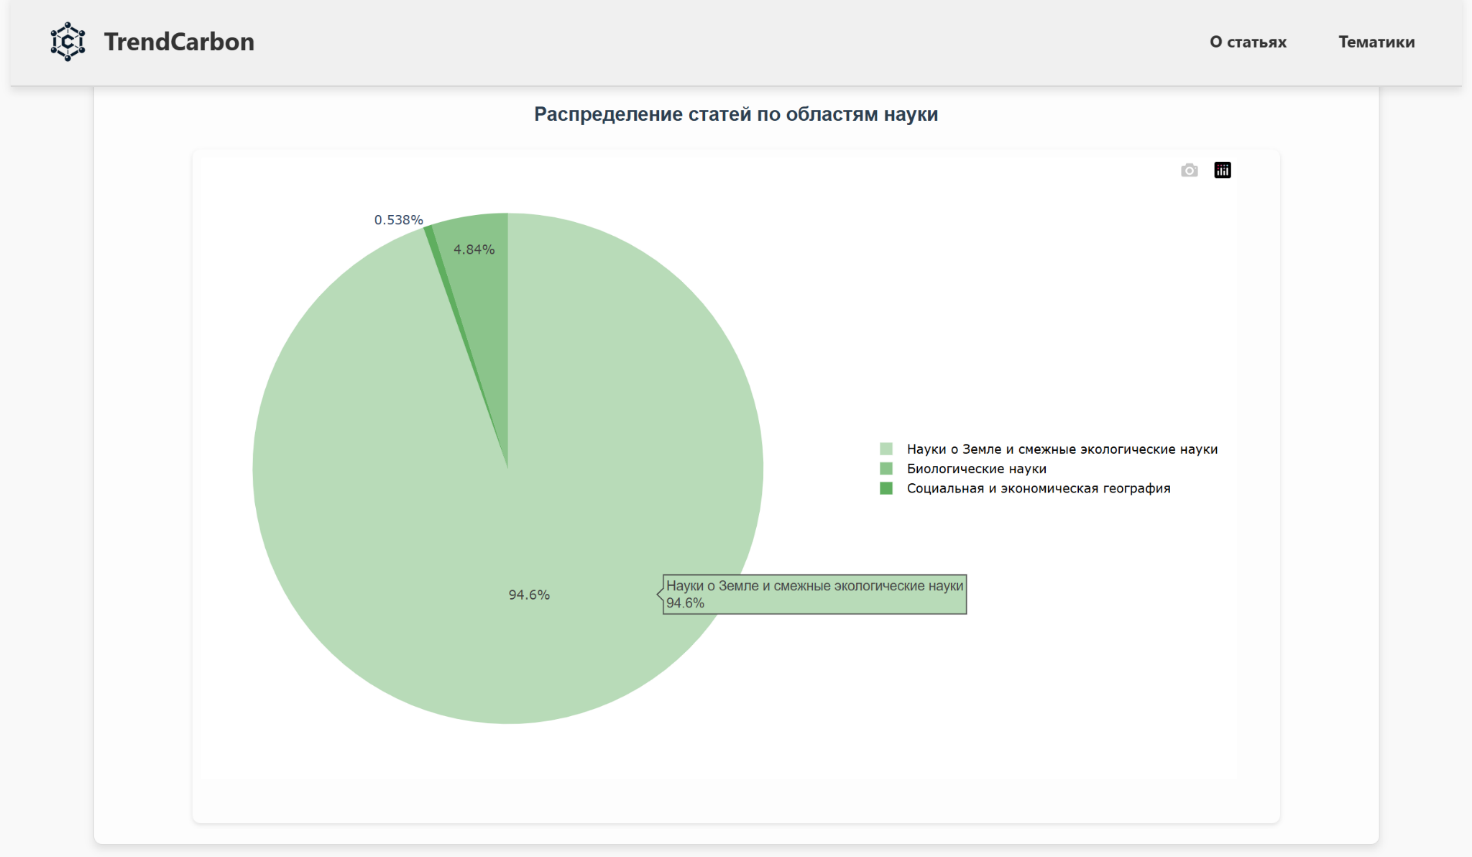 TrendCarbon
О статьях
Тематики
Распределение статей по областям науки
0.538%
4.84%
Науки о Земле и смежные экологические науки
Биологические науки
Социальная и экономическая география
94.6%
Науки о Земле и смежные экологические науки
94.6%